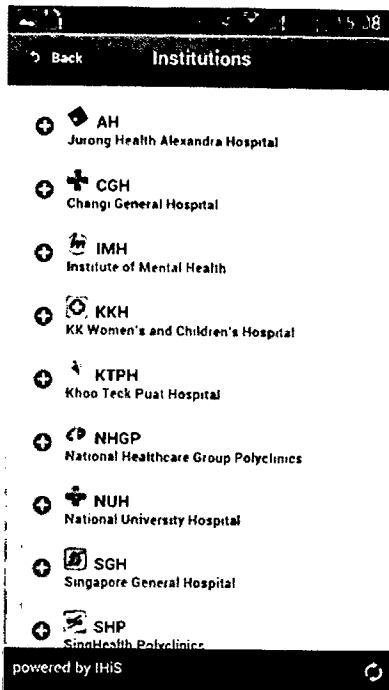 15:08
Back
Institutions
AH
Jurong Health Alexandra Hospital
CGH
Changi General Hospital
IMH
Institute of Mental Health
KKH
KK Women's and Children's Hospital
KTPH
Khoo Teck Puat Hospital
NHGP
National Healthcare Group Polyclinics
NUH
National University Hospital
SGH
Singapore General Hospital
SHP
SingHealth Polyclinics
powered by IHiS